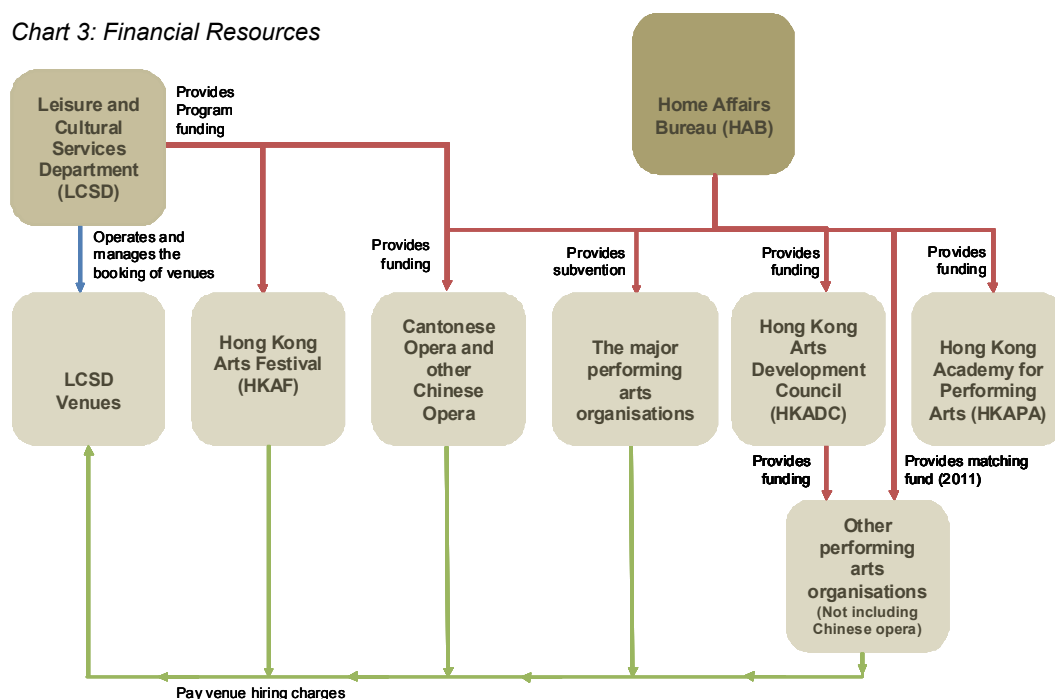 Chart 3: Financial Resources
Leisure and
Cultural
Services
Department
(LCSD)
Provides
Program
funding
Home Affairs
Bureau (HAB)
Operates and
manages the
booking of venues
Provides
funding
Provides
subvention
Provides
funding
Provides
funding
LCSD
Venues
Hong Kong
Arts Festival
(HKAF)
Cantonese
Opera and
other
Chinese
Opera
The major
performing
arts
organisations
Hong Kong
Arts
Development
Council
(HKADC)
Hong Kong
Academy for
Performing
Arts (HKAPA)
Provides
funding
Provides matching
fund (2011)
Other
performing
arts
organisations
(Not including
Chinese opera)
Pay venue hiring charges